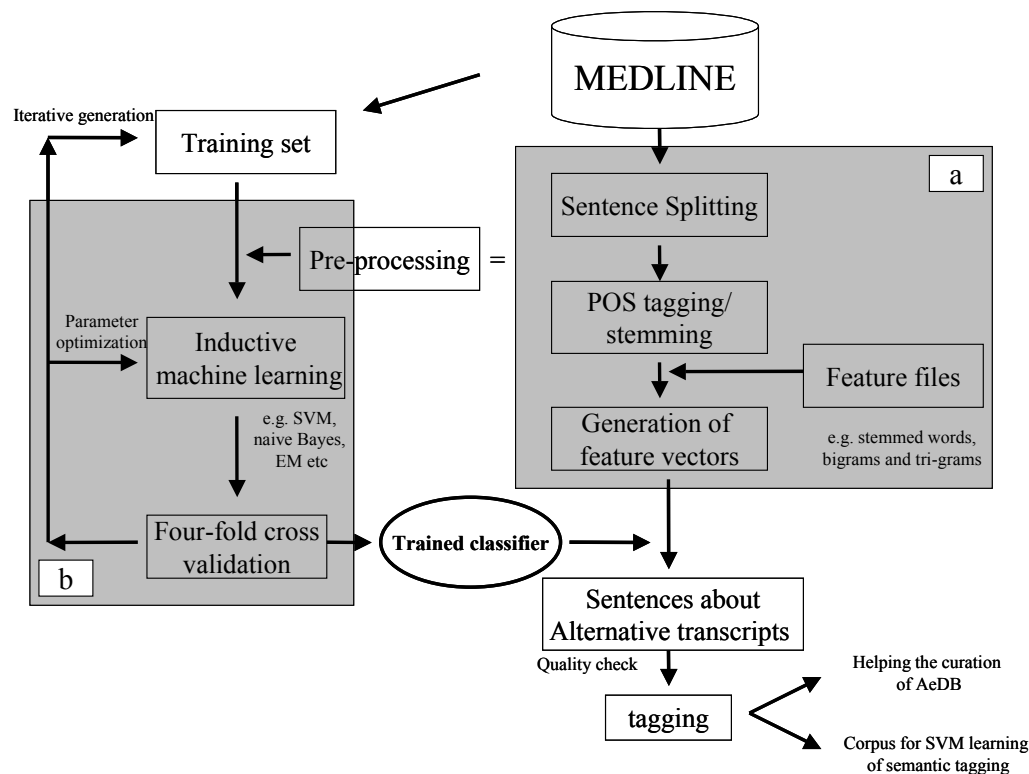 MEDLINE
Iterative generation
Training set
a
Sentence Splitting
Pre-processing
=
POS tagging/
stemming
Parameter
optimization
Inductive
machine learning
Feature files
e.g. SVM,
naive Bayes,
EM etc
Generation of
feature vectors
e.g. stemmed words,
bigrams and tri-grams
Four-fold cross
validation
b
Trained classifier
Sentences about
Alternative transcripts
Quality check
tagging
Helping the curation
of AeDB
Corpus for SVM learning
of semantic tagging